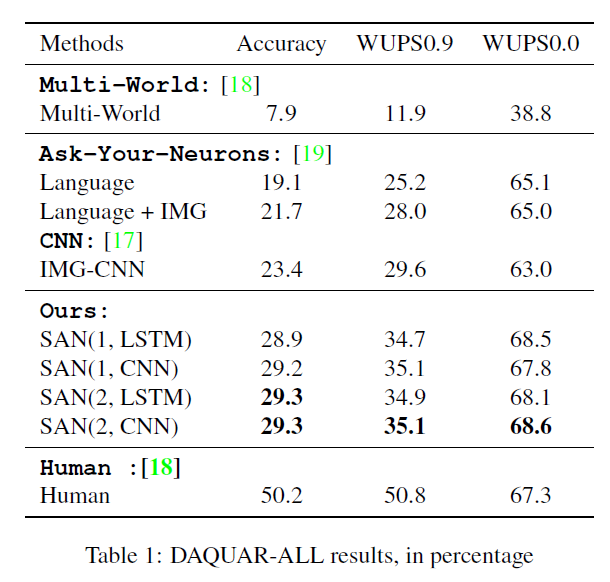 Methods Accuracy WUPS0.9 WUPS0.0
Multi-World: [18]
Multi-World 7.9 11.9 38.8
Ask-Your-Neurons: [19]
Language 19.1 25.2 65.1
Language + IMG 21.7 28.0 65.0
CNN: [17]
IMG-CNN 23.4 29.6 63.0
Ours:
SAN(1, LSTM) 28.9 34.7 68.5
SAN(1, CNN) 29.2 35.1 67.8
SAN(2, LSTM) 29.3 34.9 68.1
SAN(2, CNN) 29.3 35.1 68.6
Human :[18]
Human 50.2 50.8 67.3
Table 1: DAQUAR-ALL results, in percentage